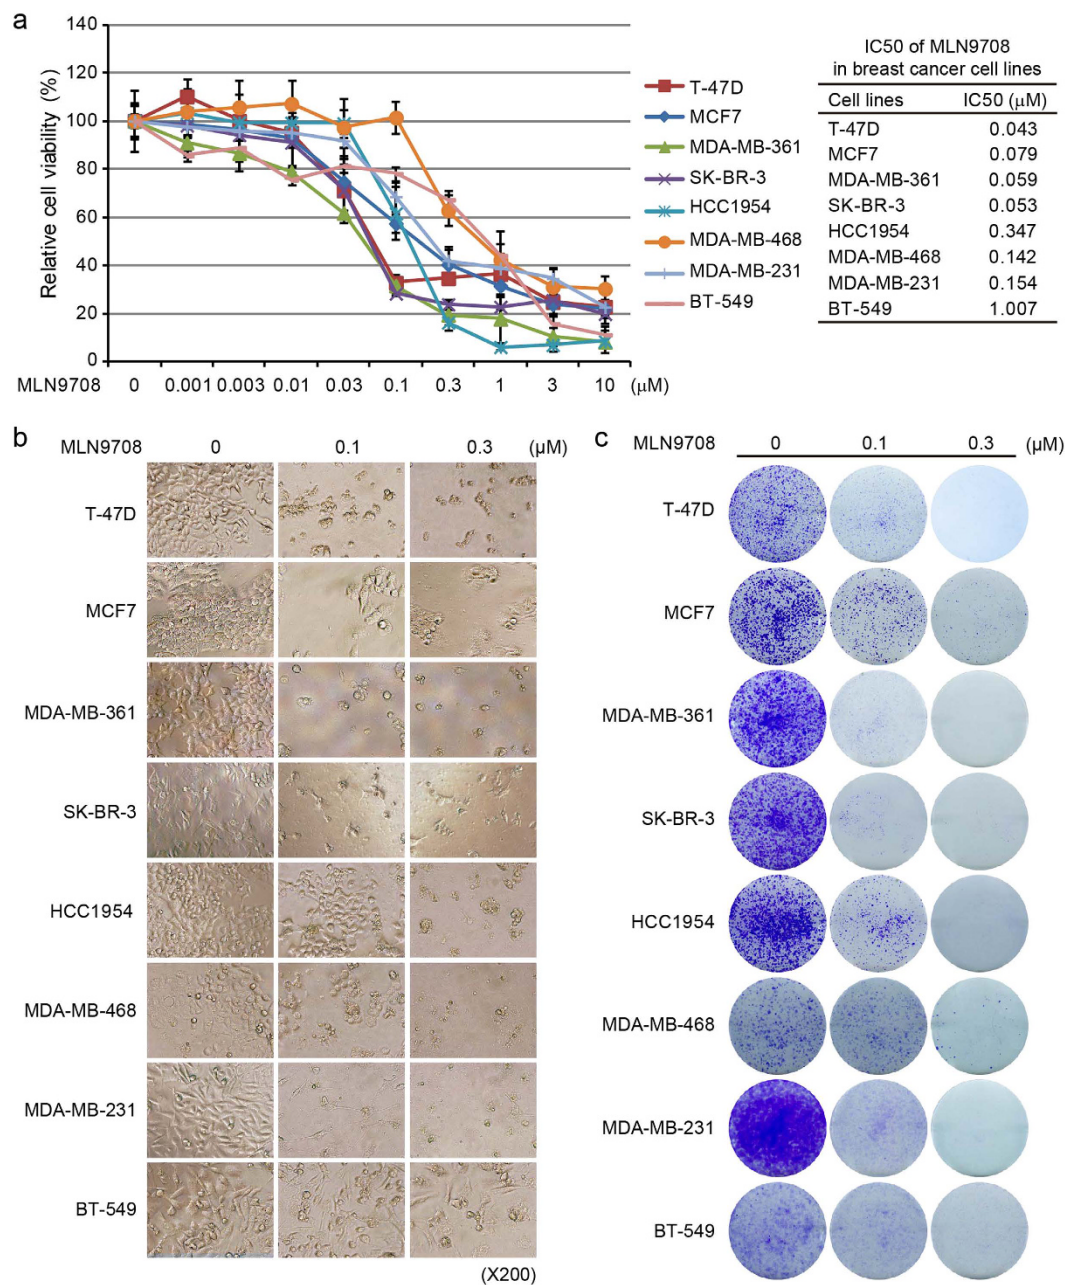 a
140
120
100
80
60
40
20
0
Relative cell viability (%)
MLN9708 0 0.001 0.003 0.01 0.03 0.1 0.3 1 3 10 (μM)
T-47D
MCF7
MDA-MB-361
SK-BR-3
HCC1954
MDA-MB-468
MDA-MB-231
BT-549
IC50 of MLN9708
in breast cancer cell lines
Cell lines IC50 (μM)
T-47D 0.043
MCF7 0.079
MDA-MB-361 0.059
SK-BR-3 0.053
HCC1954 0.347
MDA-MB-468 0.142
MDA-MB-231 0.154
BT-549 1.007
b
MLN9708 0 0.1 0.3 (μM)
T-47D
MCF7
MDA-MB-361
SK-BR-3
HCC1954
MDA-MB-468
MDA-MB-231
BT-549
(X200)
c
MLN9708 0 0.1 0.3 (μM)
T-47D
MCF7
MDA-MB-361
SK-BR-3
HCC1954
MDA-MB-468
MDA-MB-231
BT-549